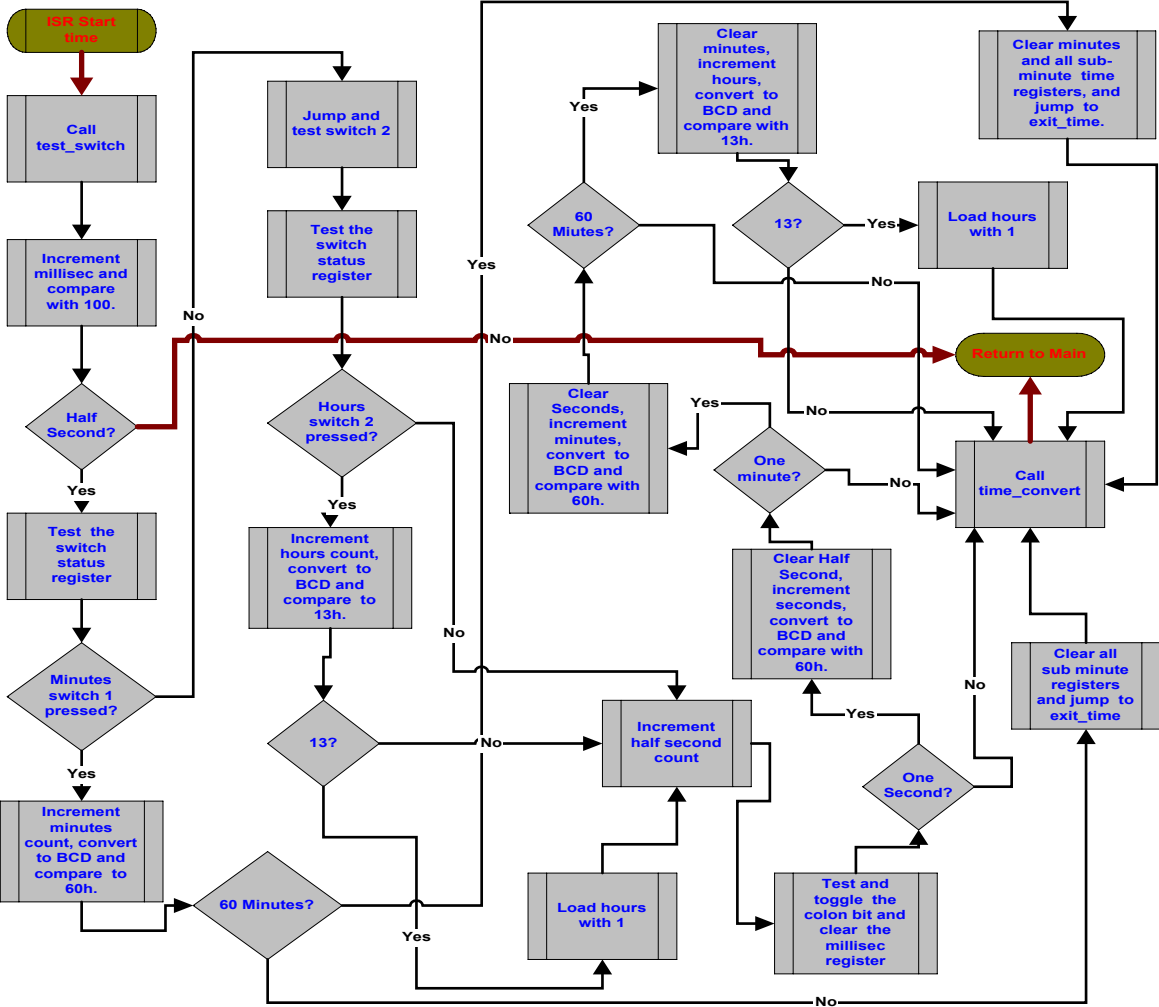 ISR Start
time
Call
test_switch
Increment
millisec and
compare
with 100.
Half
Second?
Yes
Test the
switch
status
register
Minutes
switch 1
pressed?
Yes
Increment
minutes
count, convert
to BCD and
compare to
60h.
No
Jump and
test switch 2
Test the
switch
status
register
Hours
switch 2
pressed?
Yes
Increment
hours count,
convert to
BCD and
compare to
13h.
13?
60 Minutes?
Yes
No
No
Yes
No
No
Load hours
with 1
Increment
half second
count
Test and
toggle the
colon bit and
clear the
millisec
register
One
Second?
Yes
No
Clear Half
Second,
increment
seconds,
convert to
BCD and
compare with
60h.
One
minute?
Yes
No
Clear
Seconds,
increment
minutes,
convert to
BCD and
compare with
60h.
60
Miutes?
Yes
No
Clear
minutes,
increment
hours,
convert to
BCD and
compare with
13h.
13?
Yes
No
Load hours
with 1
Clear minutes
and all sub-
minute time
registers, and
jump to
exit_time.
Return to Main
Call
time_convert
Clear all
sub minute
registers
and jump to
exit_time